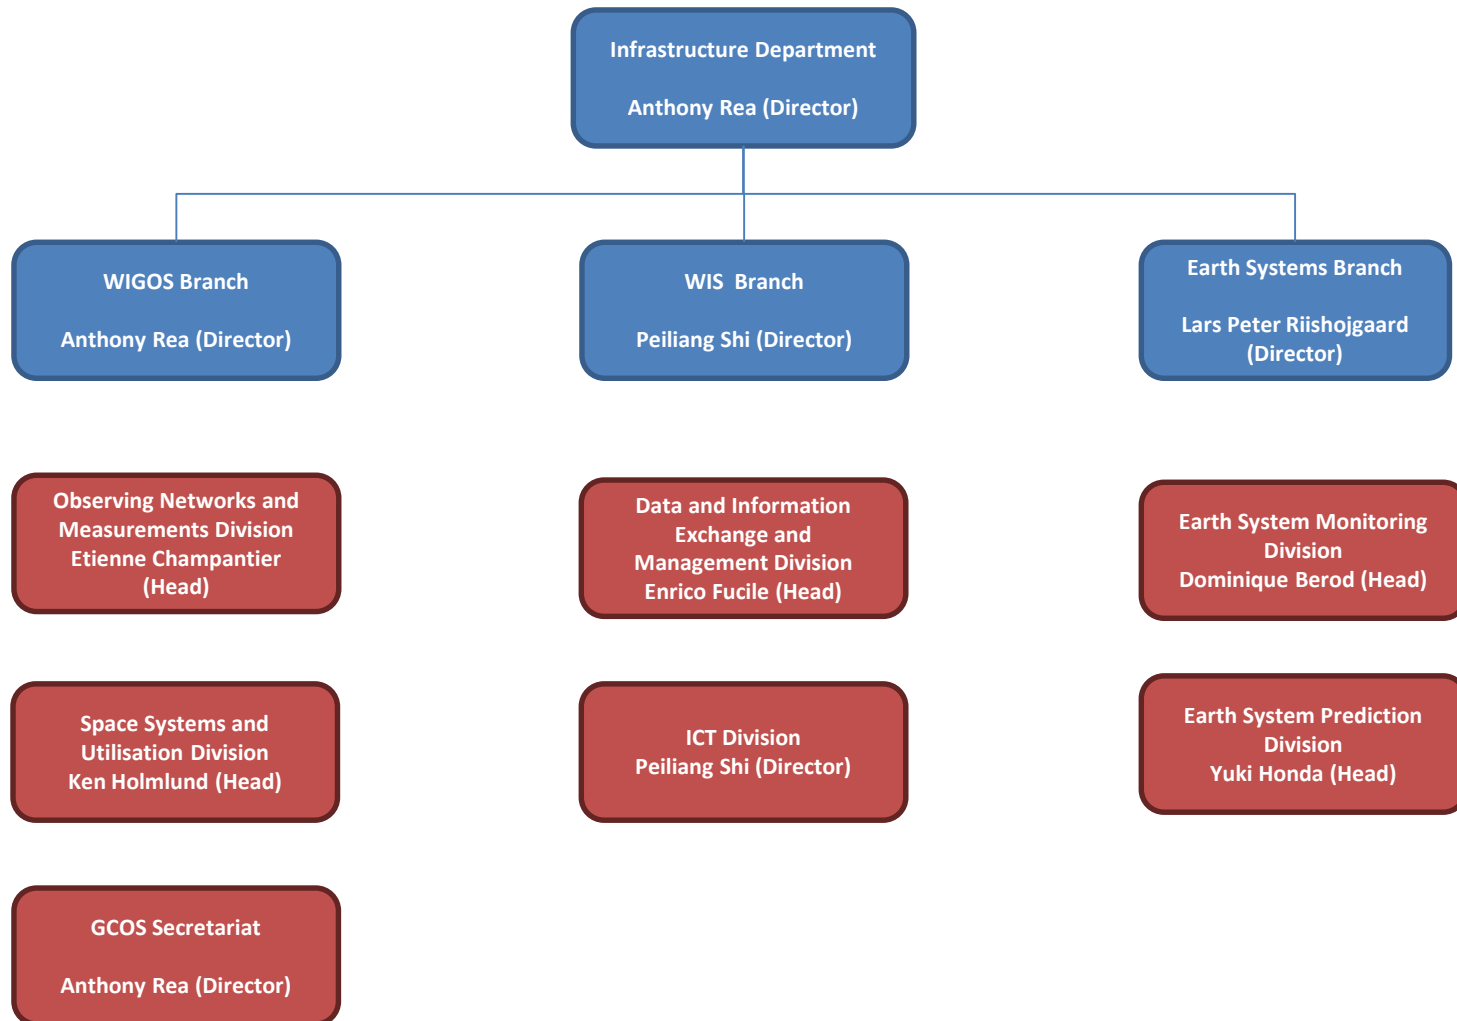 Infrastructure Department
Anthony Rea (Director)
WIGOS Branch
Anthony Rea (Director)
WIS Branch
Peiliang Shi (Director)
Earth Systems Branch
Lars Peter Riishojgaard
(Director)
Observing Networks and
Measurements Division
Etienne Champantier
(Head)
Data and Information
Exchange and
Management Division
Enrico Fucile (Head)
Earth System Monitoring
Division
Dominique Berod (Head)
Space Systems and
Utilisation Division
Ken Holmlund (Head)
ICT Division
Peiliang Shi (Director)
Earth System Prediction
Division
Yuki Honda (Head)
GCOS Secretariat
Anthony Rea (Director)